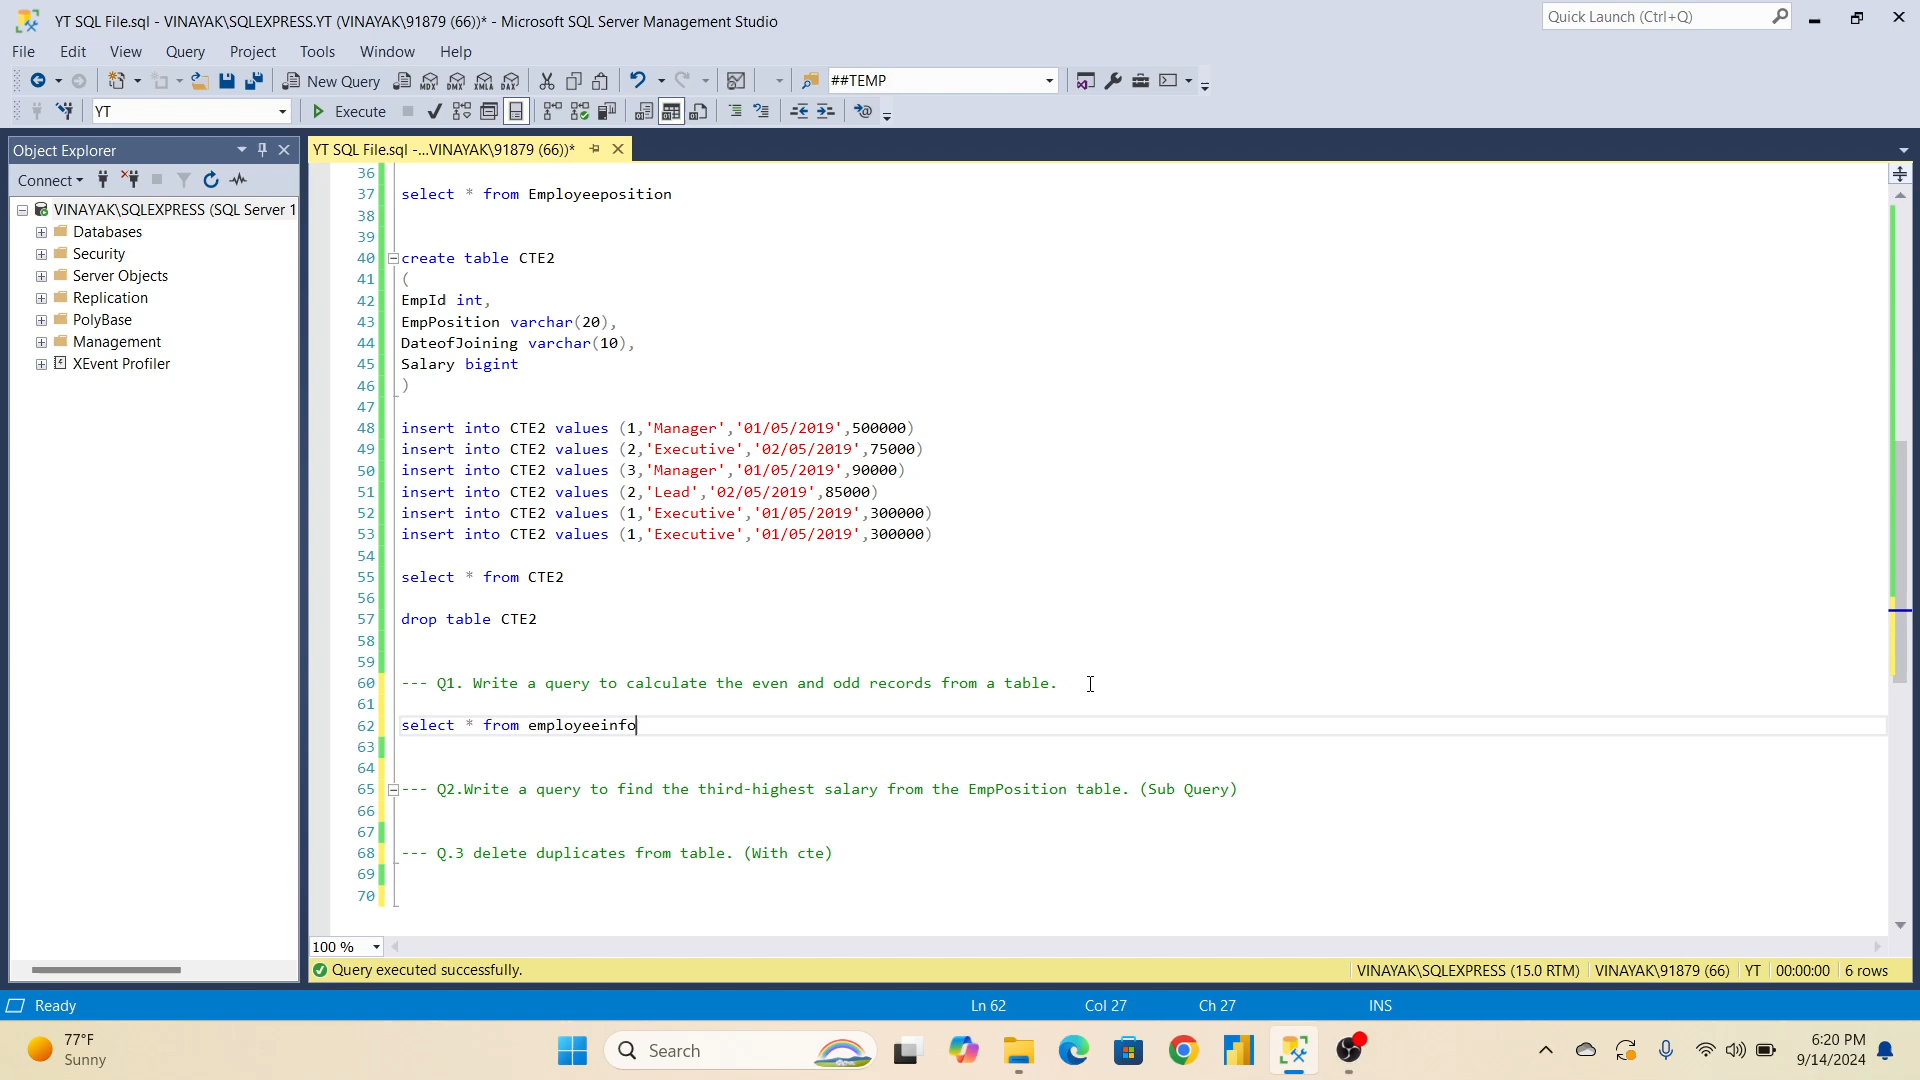 YT SQL File.sql - VINAYAK\SQLEXPRESS.YT (VINAYAK\91879 (66))* - Microsoft SQL Server Management Studio
Quick Launch (Ctrl+Q)
File Edit View Query Project Tools Window Help
New Query
MDX DMX XMLA DAX
##TEMP
YT
Execute
Object Explorer
Connect
VINAYAK\SQLEXPRESS (SQL Server 1
Databases
Security
Server Objects
Replication
PolyBase
Management
XEvent Profiler
YT SQL File.sql -...VINAYAK\91879 (66))*
36
37 select * from Employeeposition
38
39
40 create table CTE2
41 (
42 EmpId int,
43 EmpPosition varchar(20),
44 DateofJoining varchar(10),
45 Salary bigint
46 )
47
48 insert into CTE2 values (1,'Manager','01/05/2019',500000)
49 insert into CTE2 values (2,'Executive','02/05/2019',75000)
50 insert into CTE2 values (3,'Manager','01/05/2019',90000)
51 insert into CTE2 values (2,'Lead','02/05/2019',85000)
52 insert into CTE2 values (1,'Executive','01/05/2019',300000)
53 insert into CTE2 values (1,'Executive','01/05/2019',300000)
54
55 select * from CTE2
56
57 drop table CTE2
58
59
60 --- Q1. Write a query to calculate the even and odd records from a table.
61
62 select * from employeeinfo
63
64
65 --- Q2.Write a query to find the third-highest salary from the EmpPosition table. (Sub Query)
66
67
68 --- Q.3 delete duplicates from table. (With cte)
69
70
100 %
Query executed successfully. VINAYAK\SQLEXPRESS (15.0 RTM) VINAYAK\91879 (66) YT 00:00:00 6 rows
Ready Ln 62 Col 27 Ch 27 INS
77°F
Sunny
Search
6:20 PM
9/14/2024